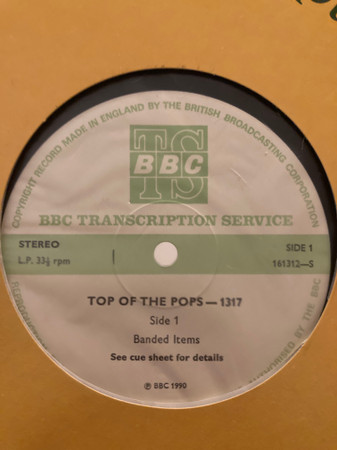 COPYRIGHT RECORD MADE IN ENGLAND BY THE BRITISH BROADCASTING CORPORATION
TS
BBC
BBC TRANSCRIPTION SERVICE
STEREO
SIDE 1
L.P. 33⅓ rpm
161312—S
TOP OF THE POPS — 1317
Side 1
Banded Items
See cue sheet for details
℗ BBC 1990
AUTHORISED BY THE BBC